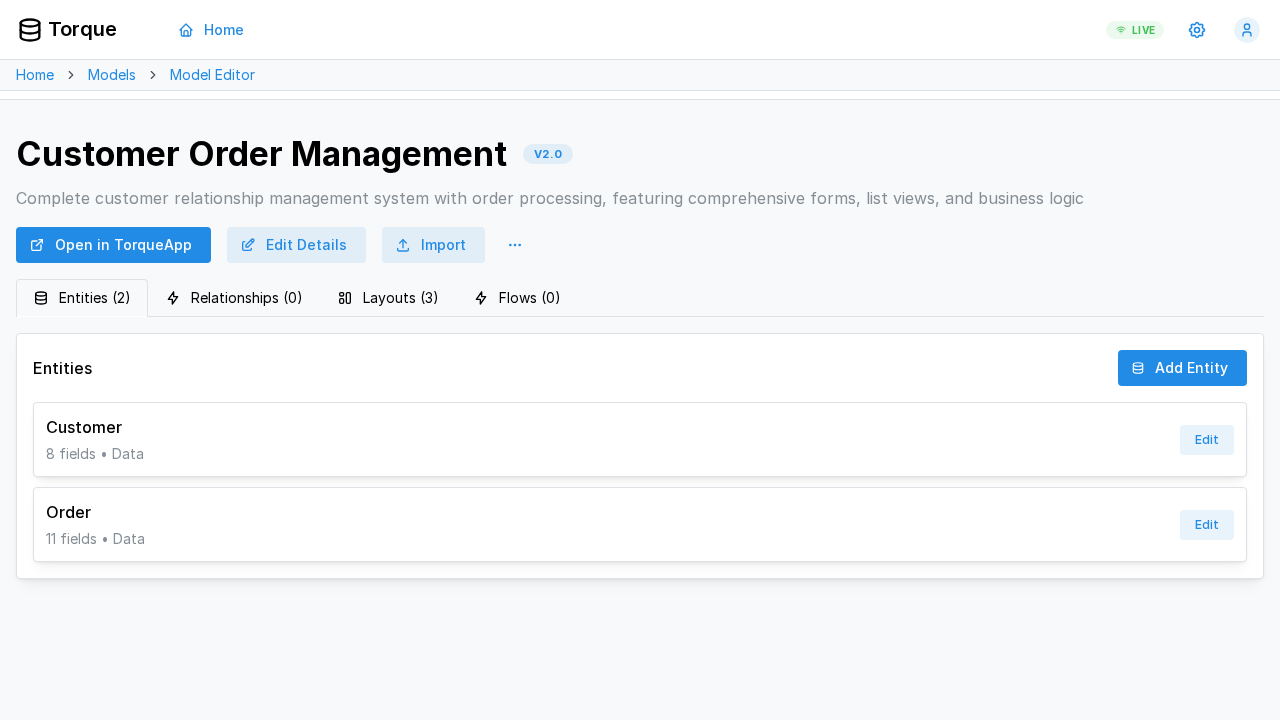 Torque
Home
LIVE
Home
Models
Model Editor
Customer Order Management
V2.0
Complete customer relationship management system with order processing, featuring comprehensive forms, list views, and business logic
Open in TorqueApp
Edit Details
Import
Entities (2)
Relationships (0)
Layouts (3)
Flows (0)
Entities
Add Entity
Customer
8 fields • Data
Edit
Order
11 fields • Data
Edit